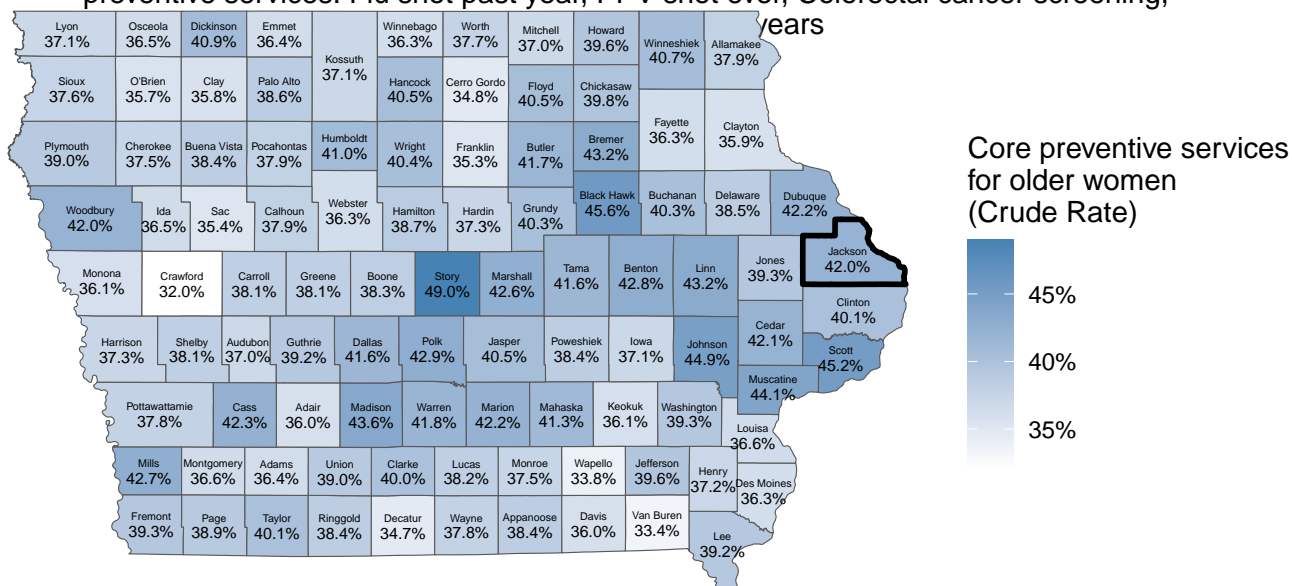 preventive services: Flu shot past year, PPV shot ever, Colorectal cancer screening,
years
Lyon
37.1%
Osceola
36.5%
Dickinson
40.9%
Emmet
36.4%
Kossuth
37.1%
Winnebago
36.3%
Worth
37.7%
Mitchell
37.0%
Howard
39.6%
Winneshiek
40.7%
Allamakee
37.9%
Sioux
37.6%
O'Brien
35.7%
Clay
35.8%
Palo Alto
38.6%
Hancock
40.5%
Cerro Gordo
34.8%
Floyd
40.5%
Chickasaw
39.8%
Fayette
36.3%
Clayton
35.9%
Plymouth
39.0%
Cherokee
37.5%
Buena Vista
38.4%
Pocahontas
37.9%
Humboldt
41.0%
Wright
40.4%
Franklin
35.3%
Butler
41.7%
Bremer
43.2%
Woodbury
42.0%
Ida
36.5%
Sac
35.4%
Calhoun
37.9%
Webster
36.3%
Hamilton
38.7%
Hardin
37.3%
Grundy
40.3%
Black Hawk
45.6%
Buchanan
40.3%
Delaware
38.5%
Dubuque
42.2%
Monona
36.1%
Crawford
32.0%
Carroll
38.1%
Greene
38.1%
Boone
38.3%
Story
49.0%
Marshall
42.6%
Tama
41.6%
Benton
42.8%
Linn
43.2%
Jones
39.3%
Jackson
42.0%
Clinton
40.1%
Harrison
37.3%
Shelby
38.1%
Audubon
37.0%
Guthrie
39.2%
Dallas
41.6%
Polk
42.9%
Jasper
40.5%
Poweshiek
38.4%
Iowa
37.1%
Johnson
44.9%
Cedar
42.1%
Scott
45.2%
Muscatine
44.1%
Pottawattamie
37.8%
Cass
42.3%
Adair
36.0%
Madison
43.6%
Warren
41.8%
Marion
42.2%
Mahaska
41.3%
Keokuk
36.1%
Washington
39.3%
Louisa
36.6%
Mills
42.7%
Montgomery
36.6%
Adams
36.4%
Union
39.0%
Clarke
40.0%
Lucas
38.2%
Monroe
37.5%
Wapello
33.8%
Jefferson
39.6%
Henry
37.2%
Des Moines
36.3%
Fremont
39.3%
Page
38.9%
Taylor
40.1%
Ringgold
38.4%
Decatur
34.7%
Wayne
37.8%
Appanoose
38.4%
Davis
36.0%
Van Buren
33.4%
Lee
39.2%
Core preventive services
for older women
(Crude Rate)
45%
40%
35%